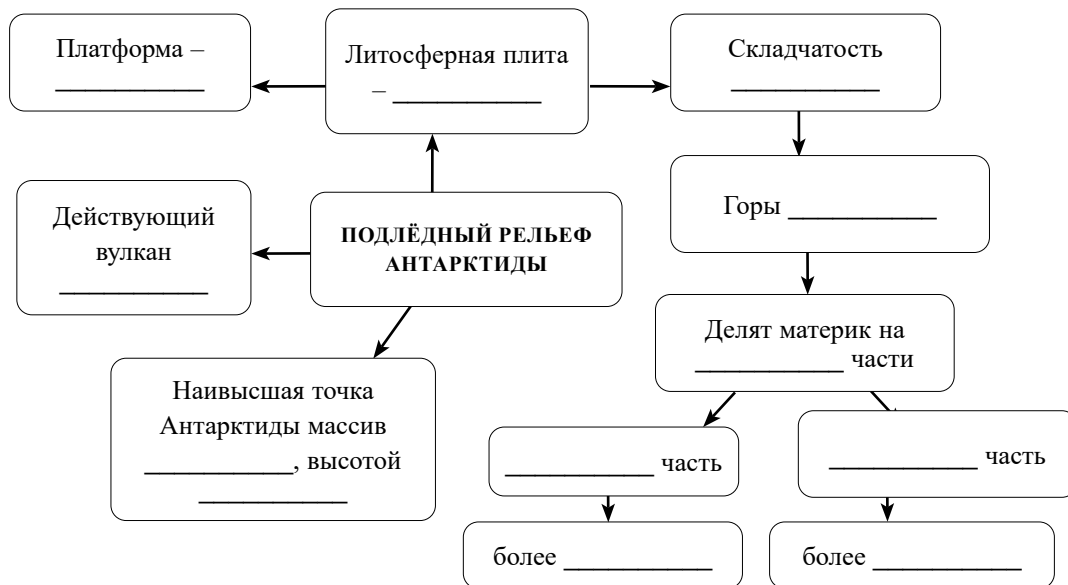 Платформа –
___________
Литосферная плита
– ___________
Складчатость
___________
Действующий
вулкан
___________
ПОДЛЁДНЫЙ РЕЛЬЕФ
АНТАРКТИДЫ
Горы ___________
Делят материк на
___________ части
Наивысшая точка
Антарктиды массив
___________, высотой
___________
___________ часть
___________ часть
более ___________
более ___________